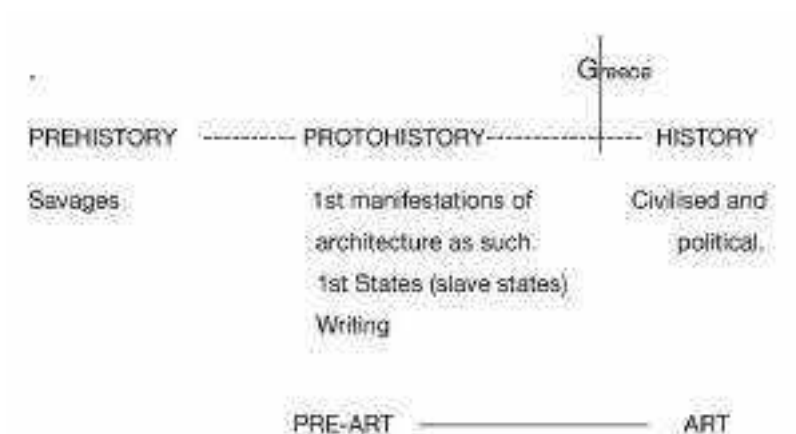 Greece
PREHISTORY ---------- PROTOHISTORY ---------- HISTORY
Savages 1st manifestations of Civilised and
architecture as such. political.
1st States (slave states)
Writing
PRE-ART ART